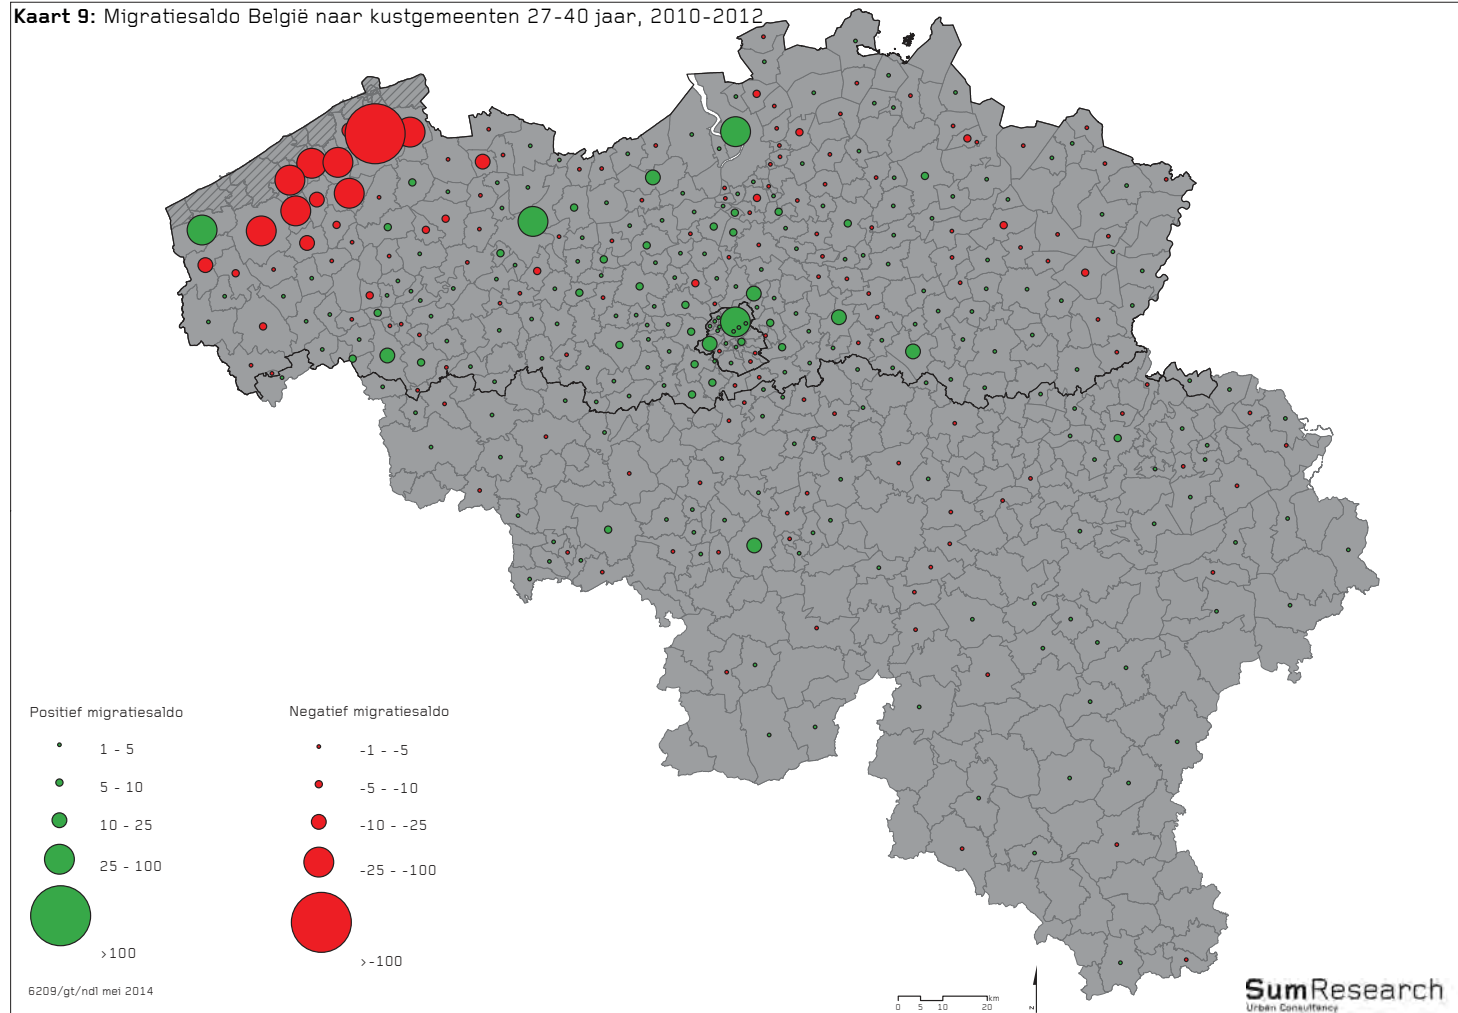 Kaart 9: Migratiesaldo België naar kustgemeenten 27-40 jaar, 2010-2012
Positief migratiesaldo
1 - 5
5 - 10
10 - 25
25 - 100
>100
Negatief migratiesaldo
-1 - -5
-5 - -10
-10 - -25
-25 - -100
>-100
6209/gt/ndl mei 2014
km
0 5 10 20
N
SumResearch
Urban Consultancy